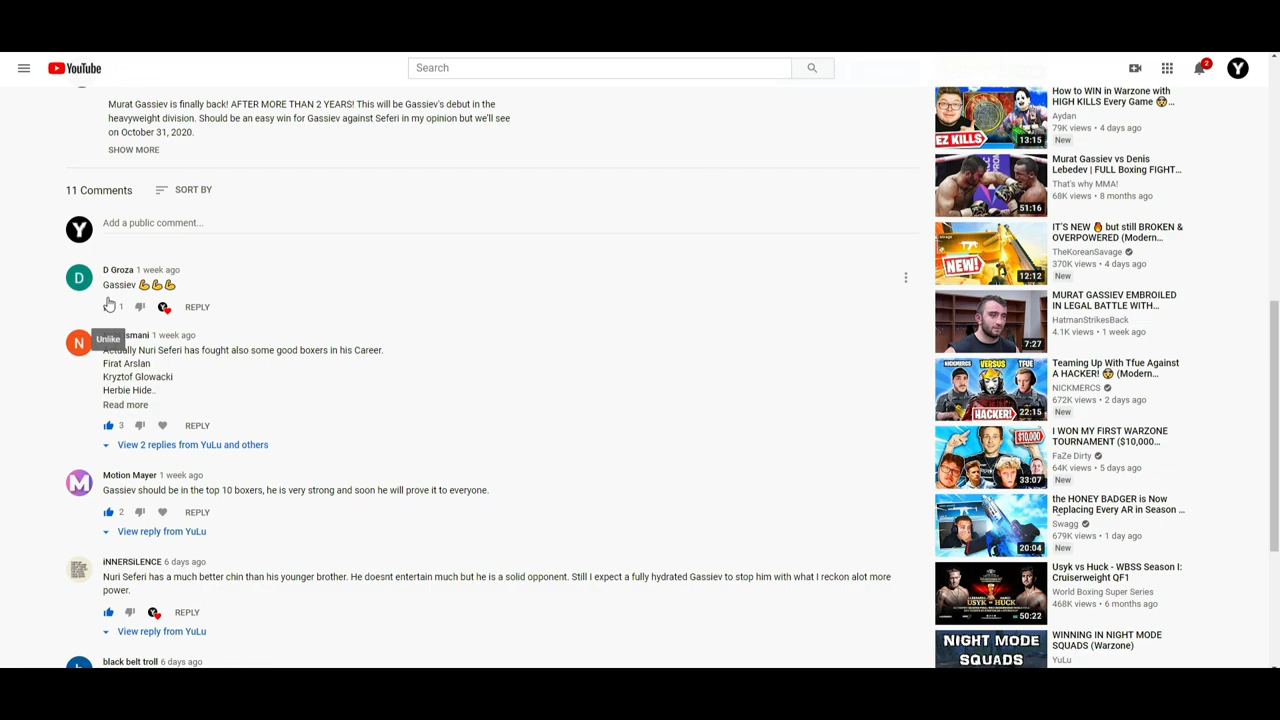 YouTube
Search
2
Y
Murat Gassiev is finally back! AFTER MORE THAN 2 YEARS! This will be Gassiev's debut in the
heavyweight division. Should be an easy win for Gassiev against Seferi in my opinion but we'll see
on October 31, 2020.
SHOW MORE
11 Comments
SORT BY
Y
Add a public comment...
D
D Groza 1 week ago
Gassiev 💪💪💪
1
REPLY
Unlike
N
smani 1 week ago
Actually Nuri Seferi has fought also some good boxers in his Career.
Firat Arslan
Kryztof Glowacki
Herbie Hide..
Read more
3
REPLY
View 2 replies from YuLu and others
M
Motion Mayer 1 week ago
Gassiev should be in the top 10 boxers, he is very strong and soon he will prove it to everyone.
2
REPLY
View reply from YuLu
iNNERSiLENCE 6 days ago
Nuri Seferi has a much better chin than his younger brother. He doesnt entertain much but he is a solid opponent. Still I expect a fully hydrated Gassiev to stop him with what I reckon alot more
power.
REPLY
View reply from YuLu
black belt troll 6 days ago
EZ KILLS
13:15
How to WIN in Warzone with
HIGH KILLS Every Game 🤯...
Aydan
79K views • 4 days ago
New
51:16
Murat Gassiev vs Denis
Lebedev | FULL Boxing FIGHT...
That's why MMA!
68K views • 8 months ago
NEW!
12:12
IT'S NEW 🔥 but still BROKEN &
OVERPOWERED (Modern...
TheKoreanSavage
370K views • 4 days ago
New
7:27
MURAT GASSIEV EMBROILED
IN LEGAL BATTLE WITH...
HatmanStrikesBack
4.1K views • 1 week ago
NICKMERCS VERSUS TFUE
HACKER!
22:15
Teaming Up With Tfue Against
A HACKER! 🤯 (Modern...
NICKMERCS
672K views • 2 days ago
New
$10,000
33:07
I WON MY FIRST WARZONE
TOURNAMENT ($10,000...
FaZe Dirty
64K views • 5 days ago
New
20:04
the HONEY BADGER is Now
Replacing Every AR in Season ...
Swagg
679K views • 1 day ago
New
USYK vs HUCK
50:22
Usyk vs Huck - WBSS Season I:
Cruiserweight QF1
World Boxing Super Series
468K views • 6 months ago
NIGHT MODE
SQUADS
WINNING IN NIGHT MODE
SQUADS (Warzone)
YuLu